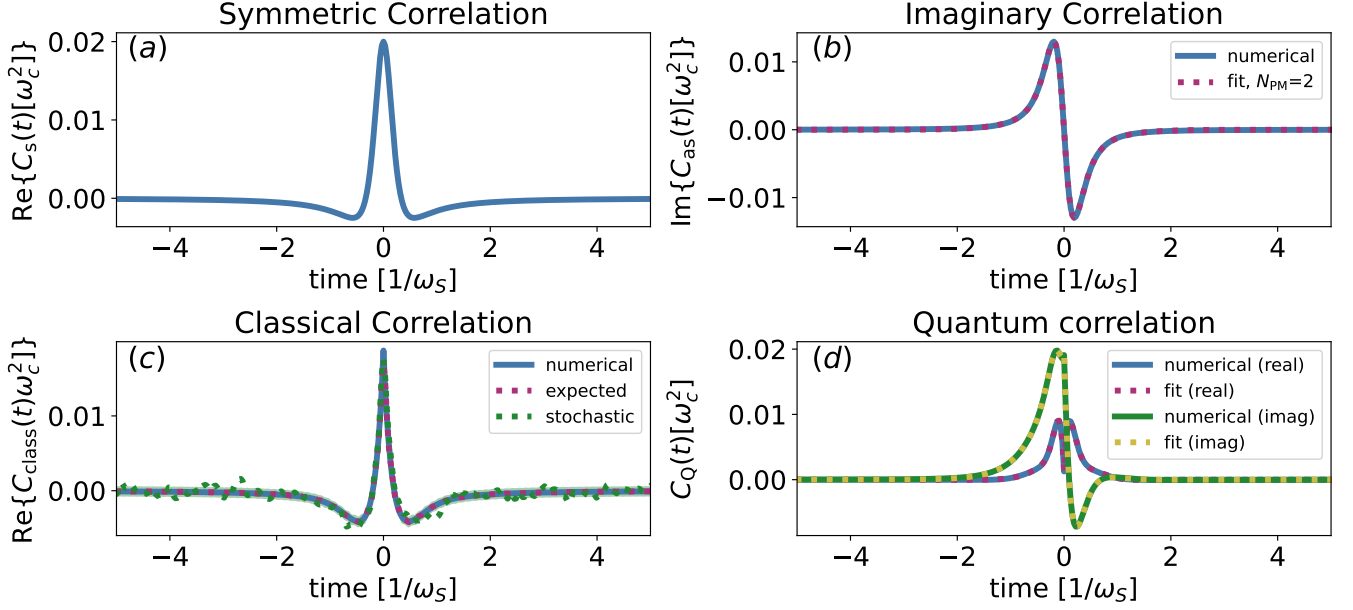 Symmetric Correlation
(a)
Re{C_s(t)[ω_c^2]}
0.02
0.01
0.00
−4 −2 0 2 4
time [1/ω_S]
Imaginary Correlation
(b)
Im{C_as(t)[ω_c^2]}
0.01
0.00
−0.01
numerical
fit, N_PM=2
−4 −2 0 2 4
time [1/ω_S]
Classical Correlation
(c)
Re{C_class(t)ω_c^2]}
0.01
0.00
numerical
expected
stochastic
−4 −2 0 2 4
time [1/ω_S]
Quantum correlation
(d)
C_Q(t)[ω_c^2]
0.02
0.01
0.00
numerical (real)
fit (real)
numerical (imag)
fit (imag)
−4 −2 0 2 4
time [1/ω_S]